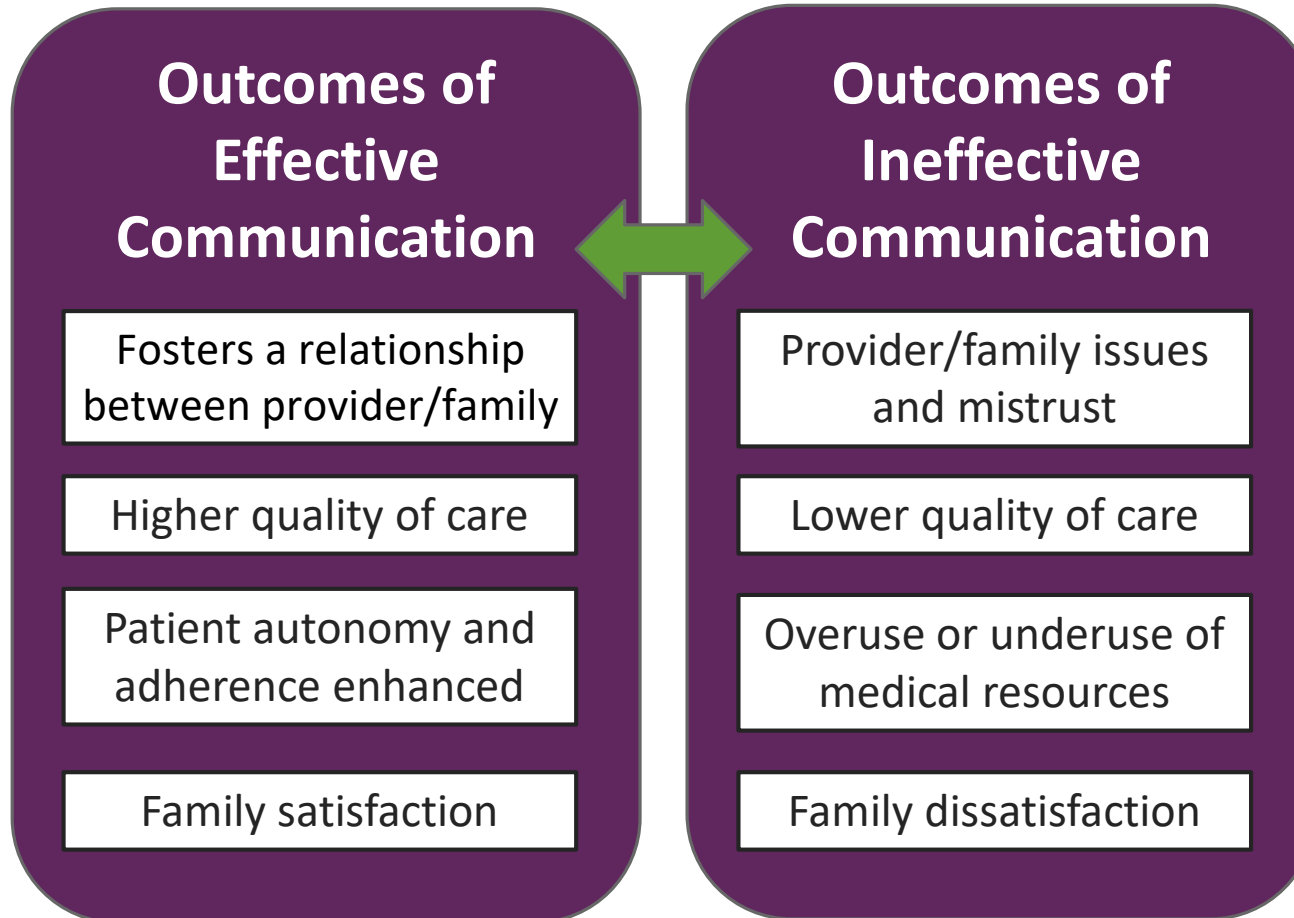 Outcomes of
Effective
Communication
Fosters a relationship
between provider/family
Higher quality of care
Patient autonomy and
adherence enhanced
Family satisfaction
Outcomes of
Ineffective
Communication
Provider/family issues
and mistrust
Lower quality of care
Overuse or underuse of
medical resources
Family dissatisfaction